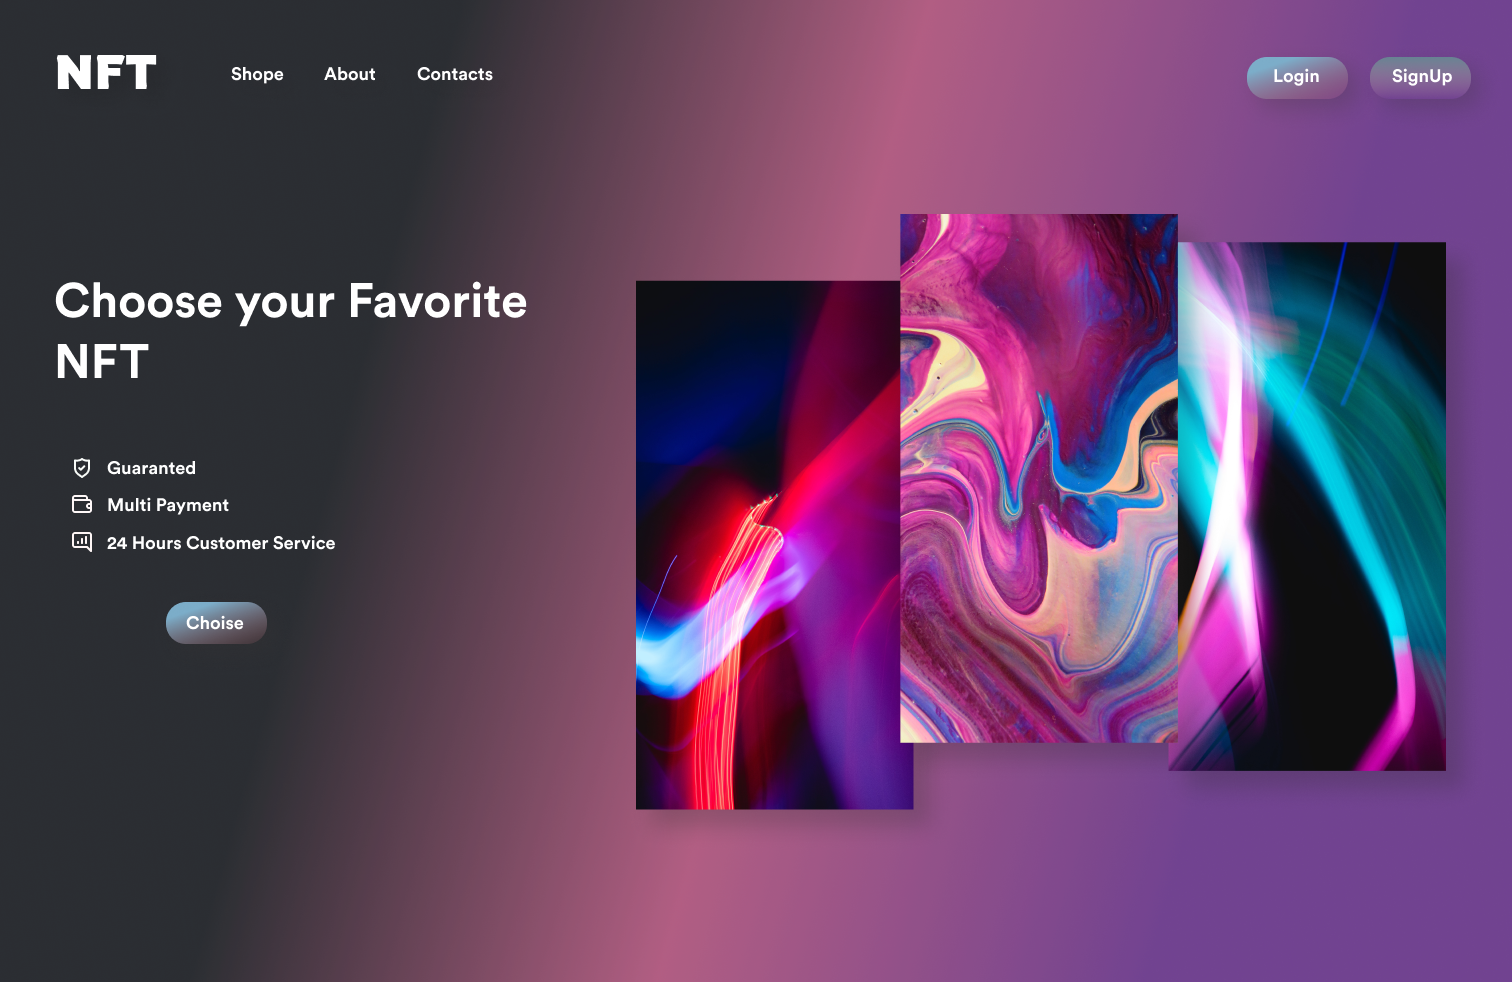 NFT
Shope
About
Contacts
Login
SignUp
Choose your Favorite
NFT
Guaranted
Multi Payment
24 Hours Customer Service
Choise